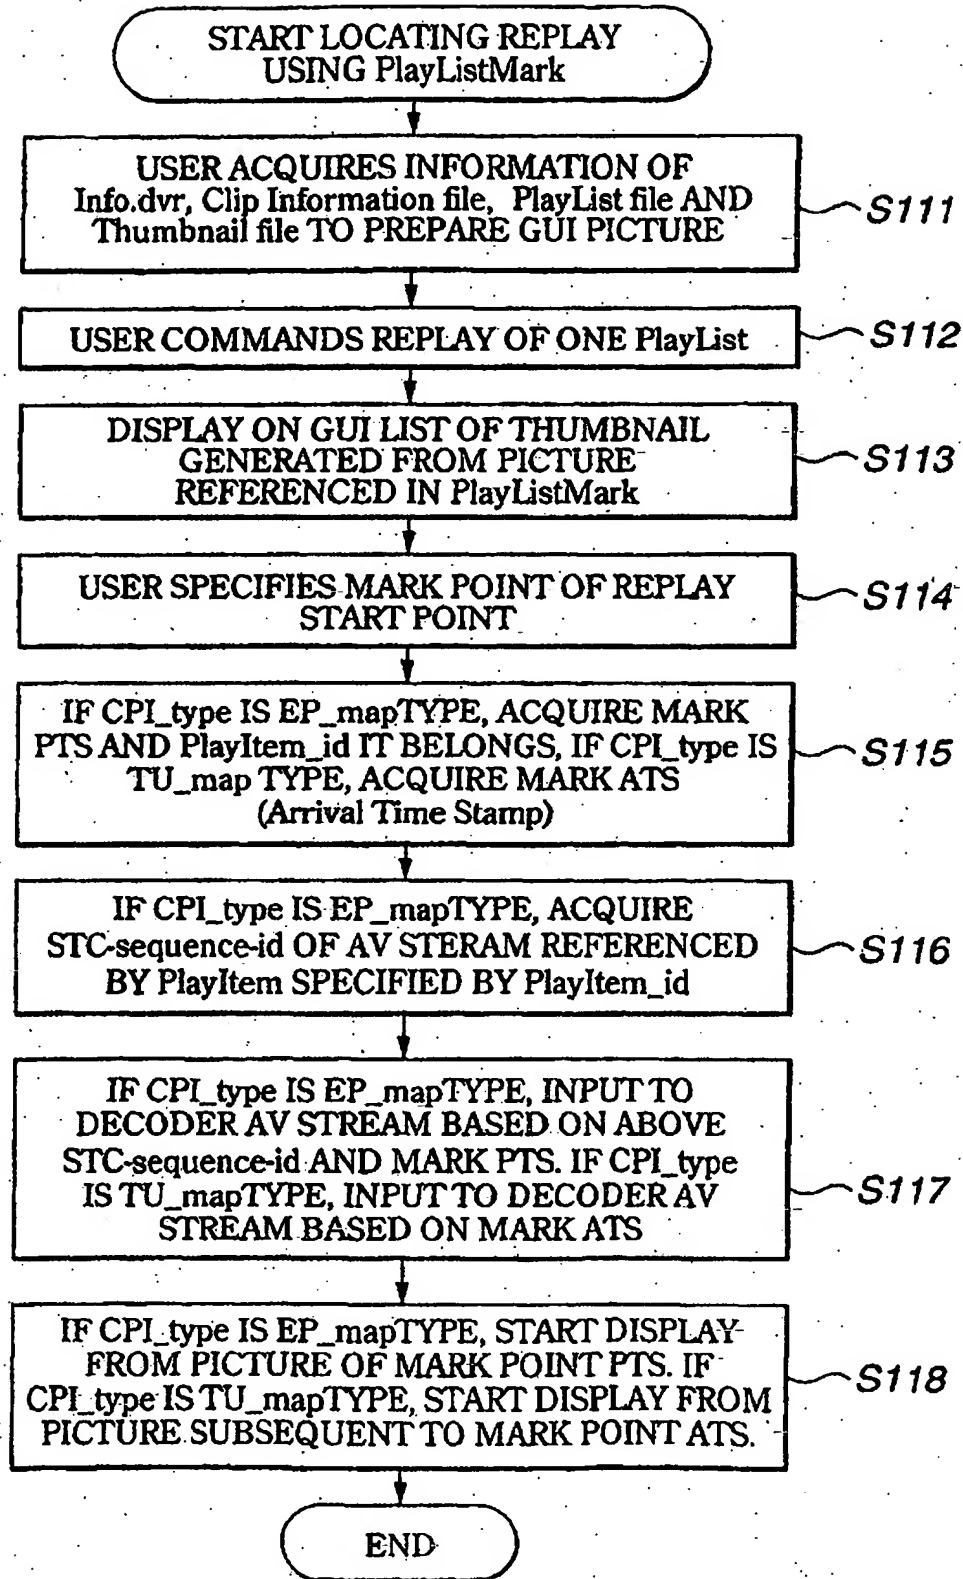 START LOCATING REPLAY
USING PlayListMark
USER ACQUIRES INFORMATION OF
Info.dvr, Clip Information file, PlayList file AND
Thumbnail file TO PREPARE GUI PICTURE
S111
USER COMMANDS REPLAY OF ONE PlayList
S112
DISPLAY ON GUI LIST OF THUMBNAIL
GENERATED FROM PICTURE
REFERENCED IN PlayListMark
S113
USER SPECIFIES MARK POINT OF REPLAY
START POINT
S114
IF CPI_type IS EP_mapTYPE, ACQUIRE MARK
PTS AND PlayItem_id IT BELONGS, IF CPI_type IS
TU_map TYPE, ACQUIRE MARK ATS
(Arrival Time Stamp)
S115
IF CPI_type IS EP_mapTYPE, ACQUIRE
STC-sequence-id OF AV STERAM REFERENCED
BY PlayItem SPECIFIED BY PlayItem_id
S116
IF CPI_type IS EP_mapTYPE, INPUT TO
DECODER AV STREAM BASED ON ABOVE
STC-sequence-id AND MARK PTS. IF CPI_type
IS TU_mapTYPE, INPUT TO DECODER AV
STREAM BASED ON MARK ATS
S117
IF CPI_type IS EP_mapTYPE, START DISPLAY
FROM PICTURE OF MARK POINT PTS. IF
CPI_type IS TU_mapTYPE, START DISPLAY FROM
PICTURE SUBSEQUENT TO MARK POINT ATS.
S118
END